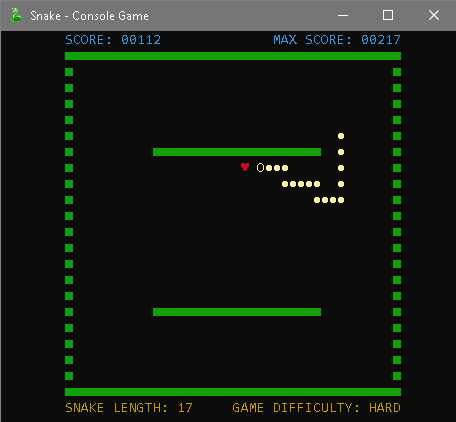 Snake - Console Game
SCORE: 00112 MAX SCORE: 00217
SNAKE LENGTH: 17 GAME DIFFICULTY: HARD